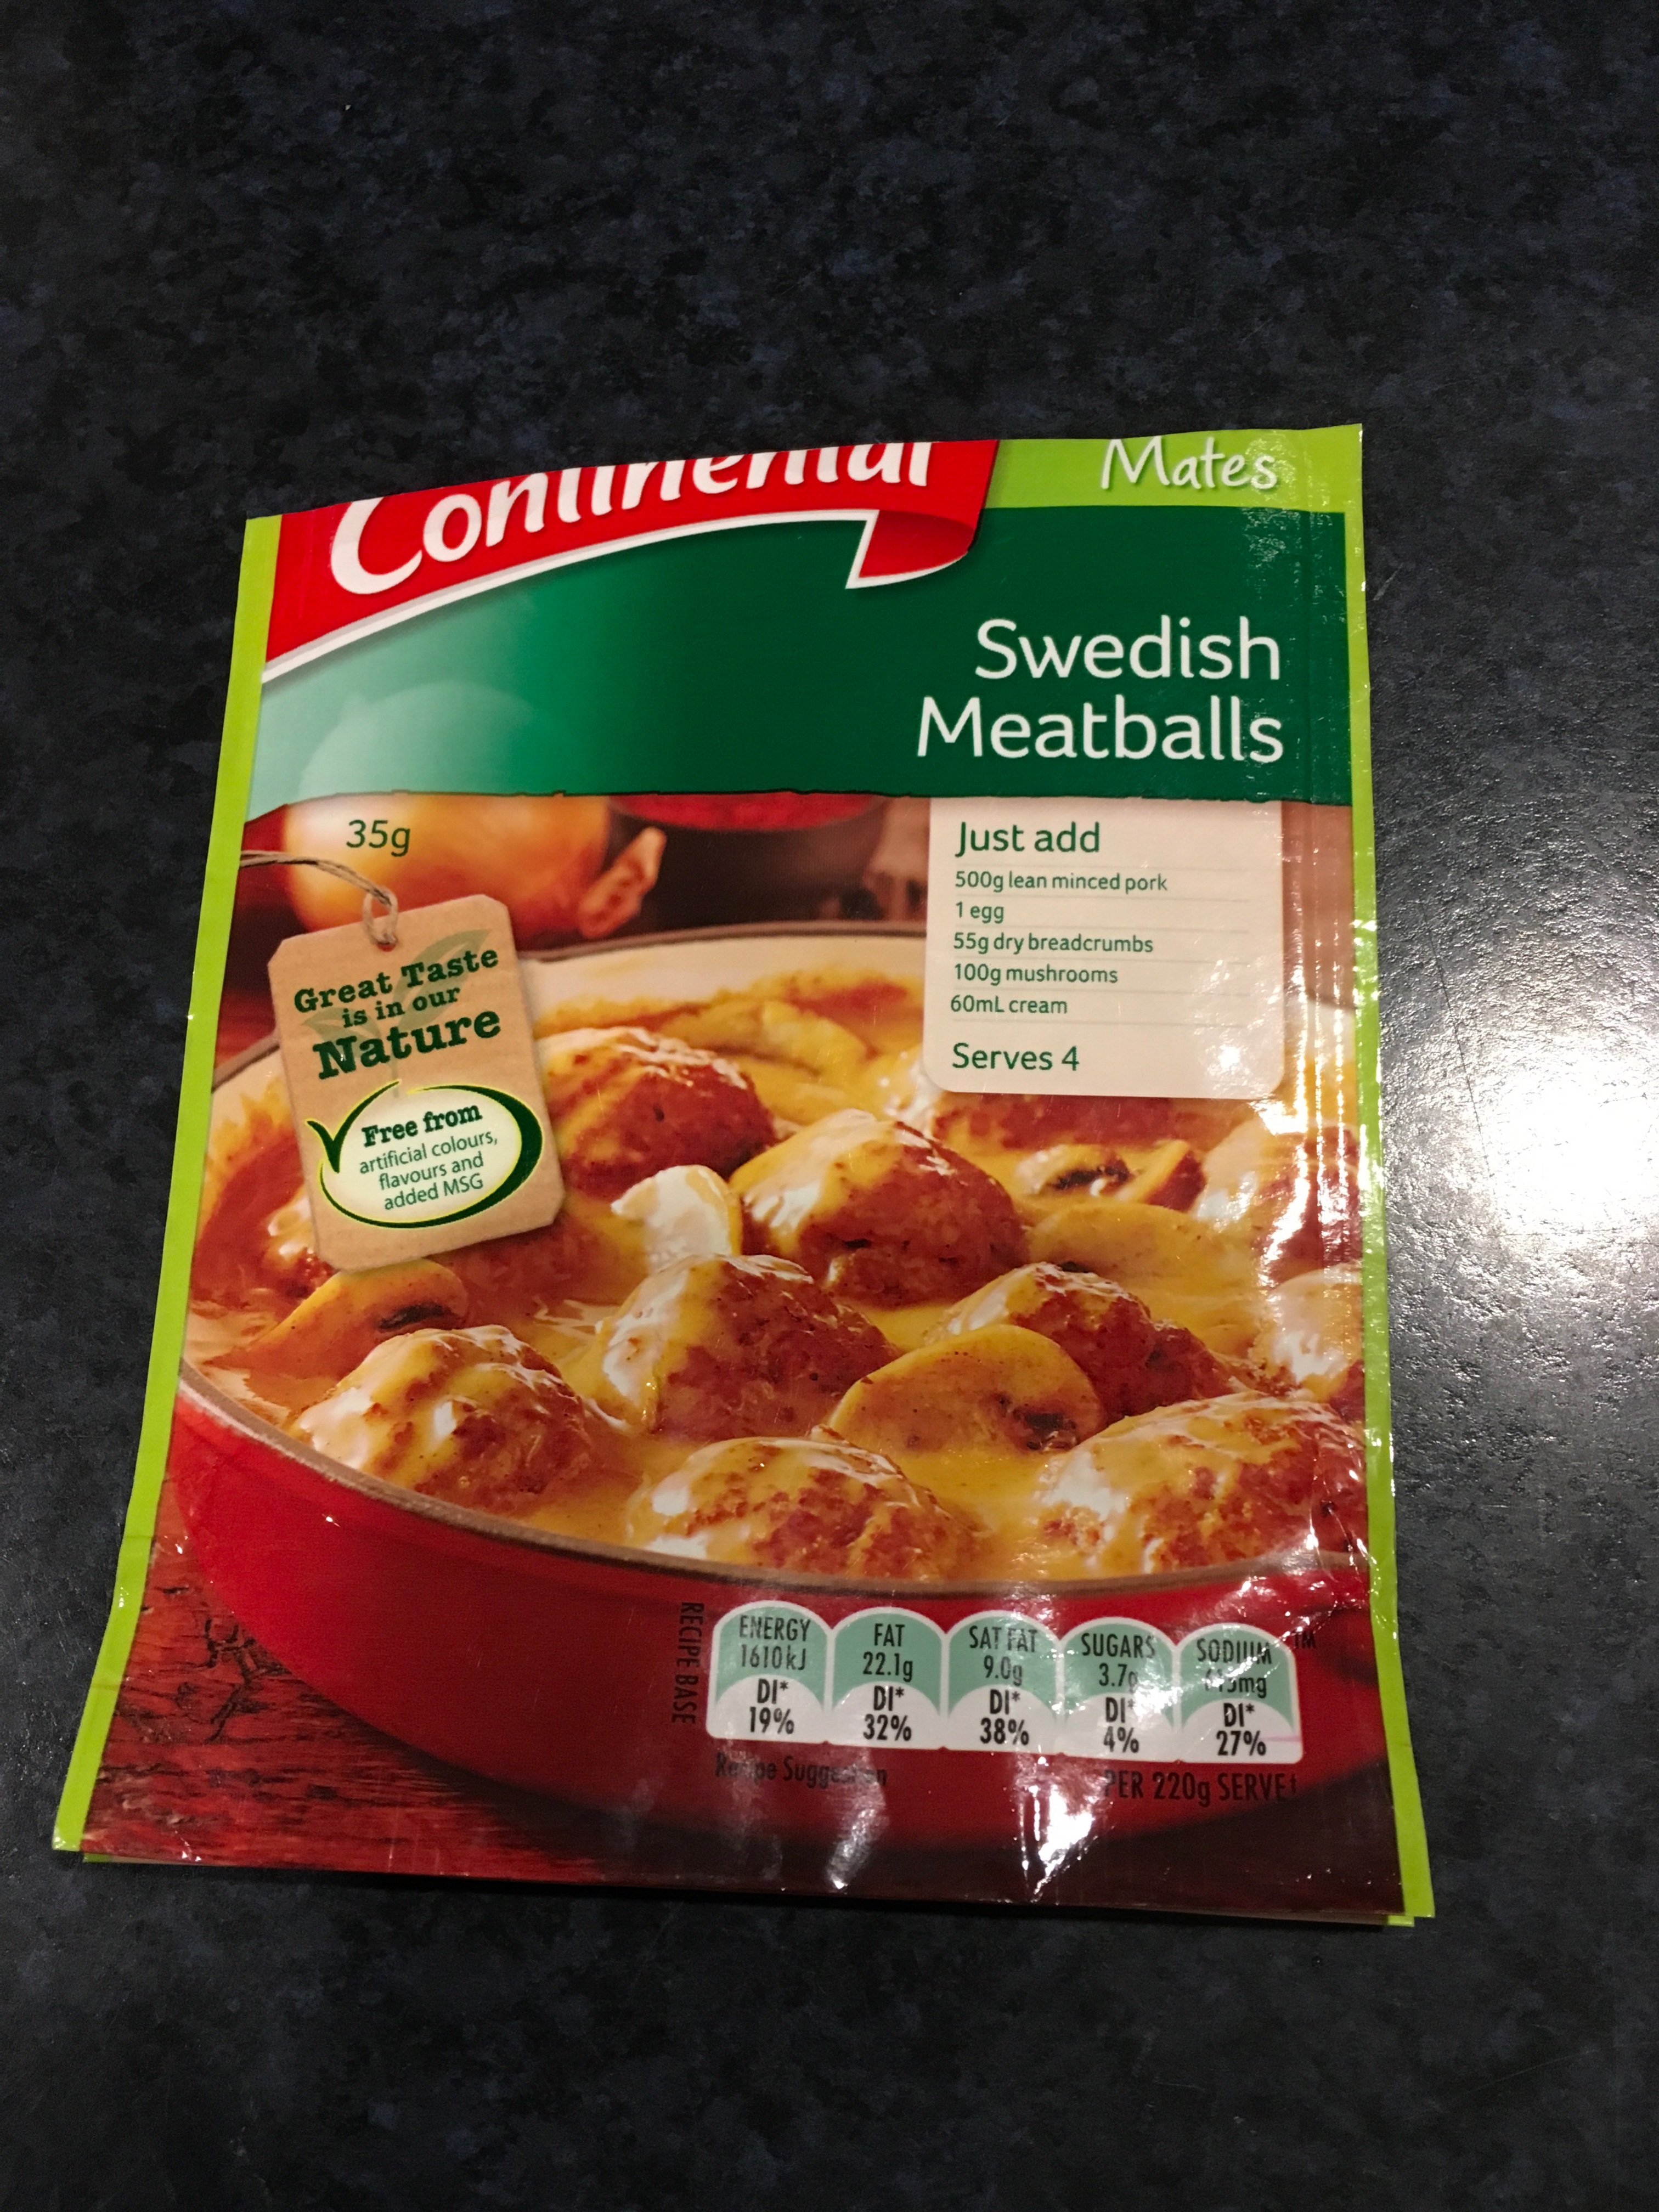 Continental
Mates
Swedish
Meatballs
35g
Just add
500g lean minced pork
1 egg
55g dry breadcrumbs
100g mushrooms
60mL cream
Serves 4
Great Taste
is in our
Nature
Free from
artificial colours,
flavours and
added MSG
RECIPE BASE
ENERGY
1610kJ
DI*
19%
FAT
22.1g
DI*
32%
SAT FAT
9.0g
DI*
38%
SUGARS
3.7g
DI*
4%
SODIUM
DI*
27%
TM
Recipe Suggestion
PER 220g SERVE†